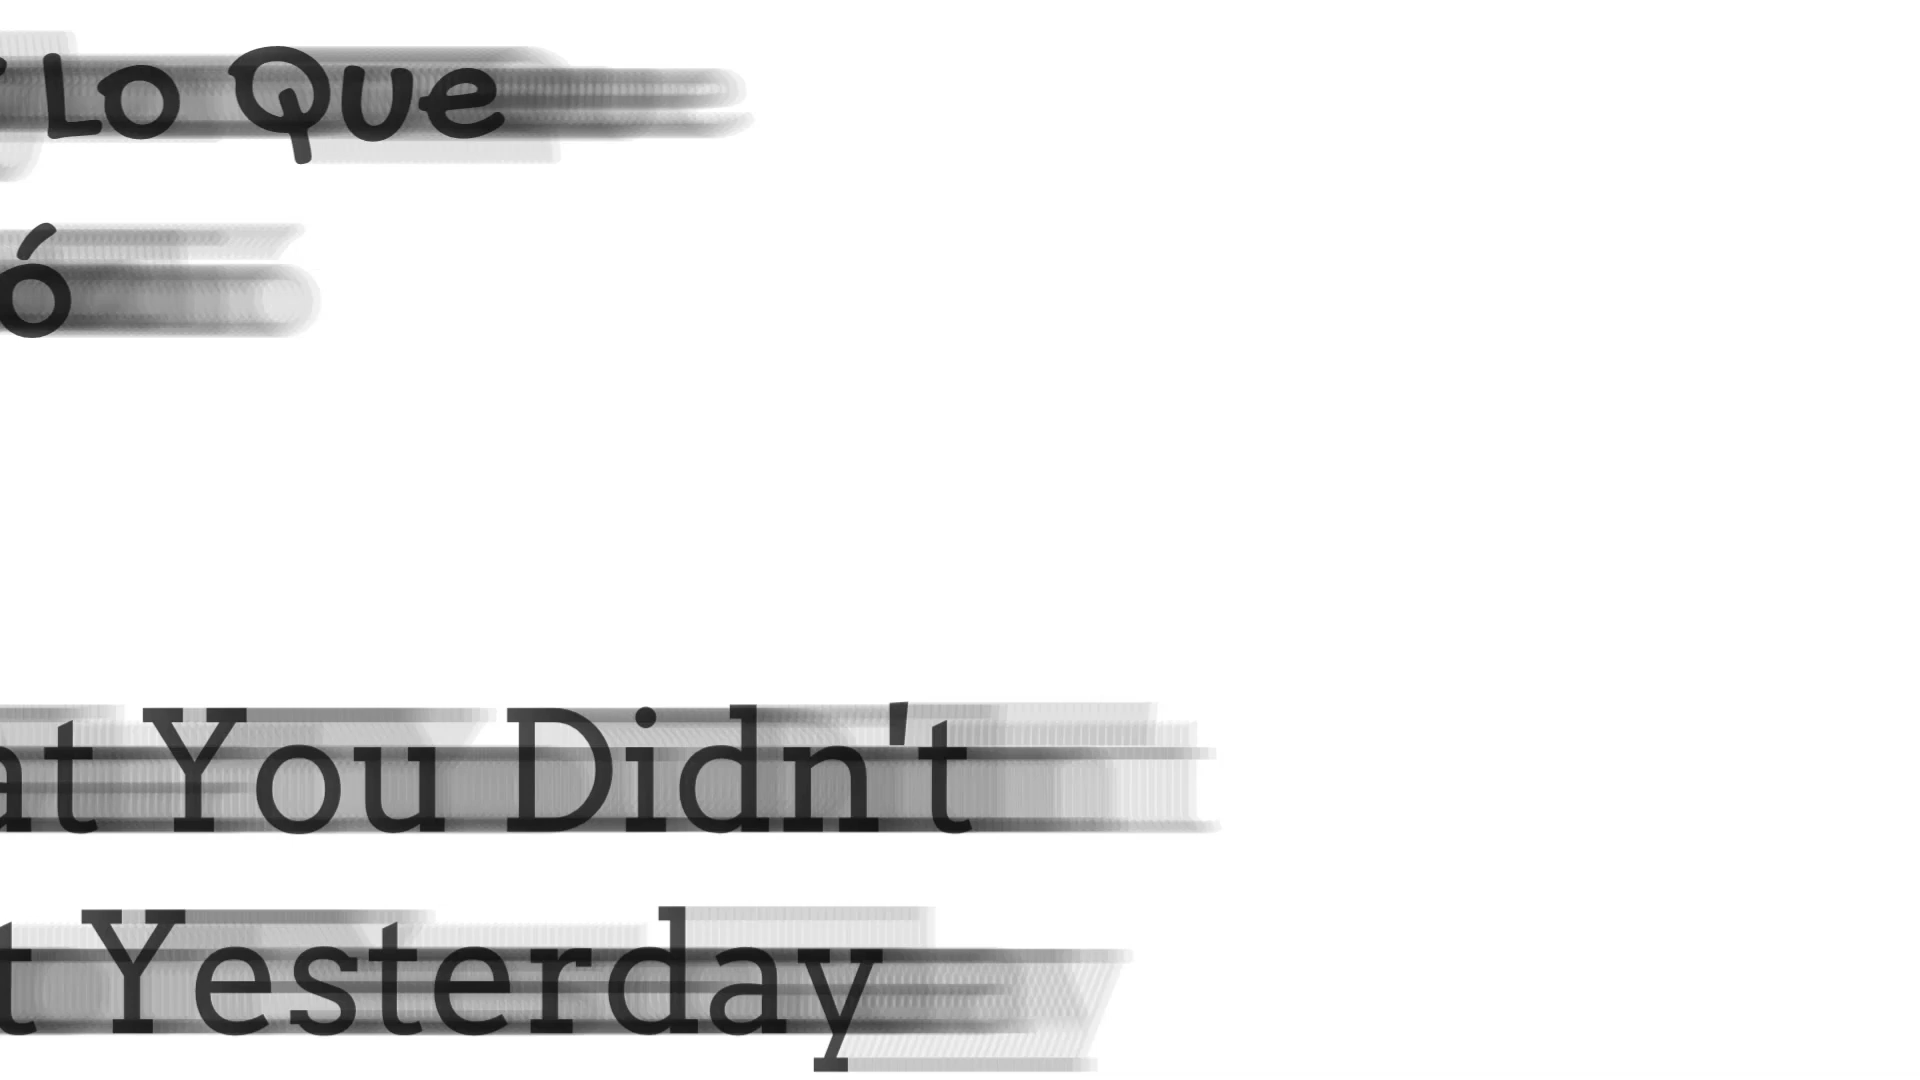 Lo Que
ó
at You Didn't
t Yesterday